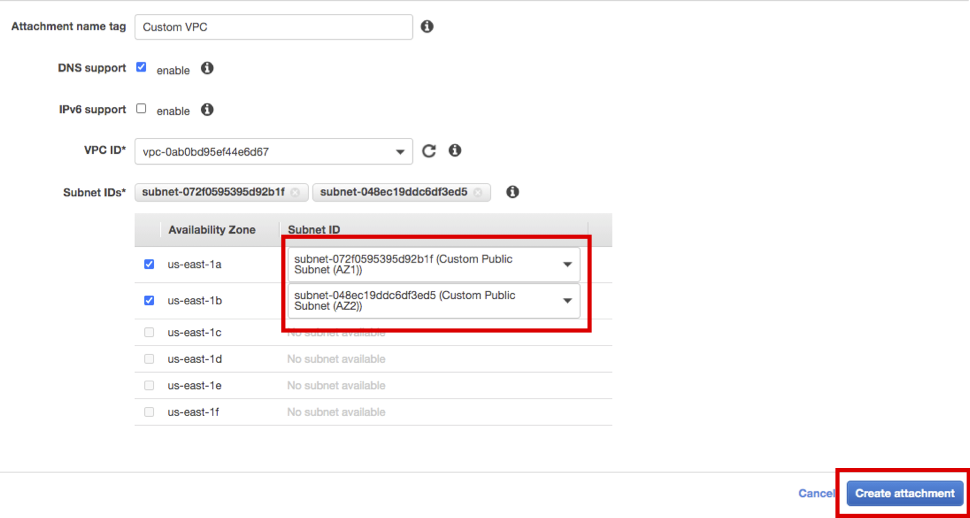 Attachment name tag Custom VPC
DNS support enable
IPv6 support enable
VPC ID* vpc-0ab0bd95ef44e6d67
Subnet IDs* subnet-072f0595395d92b1f subnet-048ec19ddc6df3ed5
Availability Zone Subnet ID
us-east-1a subnet-072f0595395d92b1f (Custom Public
Subnet (AZ1))
us-east-1b subnet-048ec19ddc6df3ed5 (Custom Public
Subnet (AZ2))
us-east-1c No subnet available
us-east-1d No subnet available
us-east-1e No subnet available
us-east-1f No subnet available
Cancel Create attachment